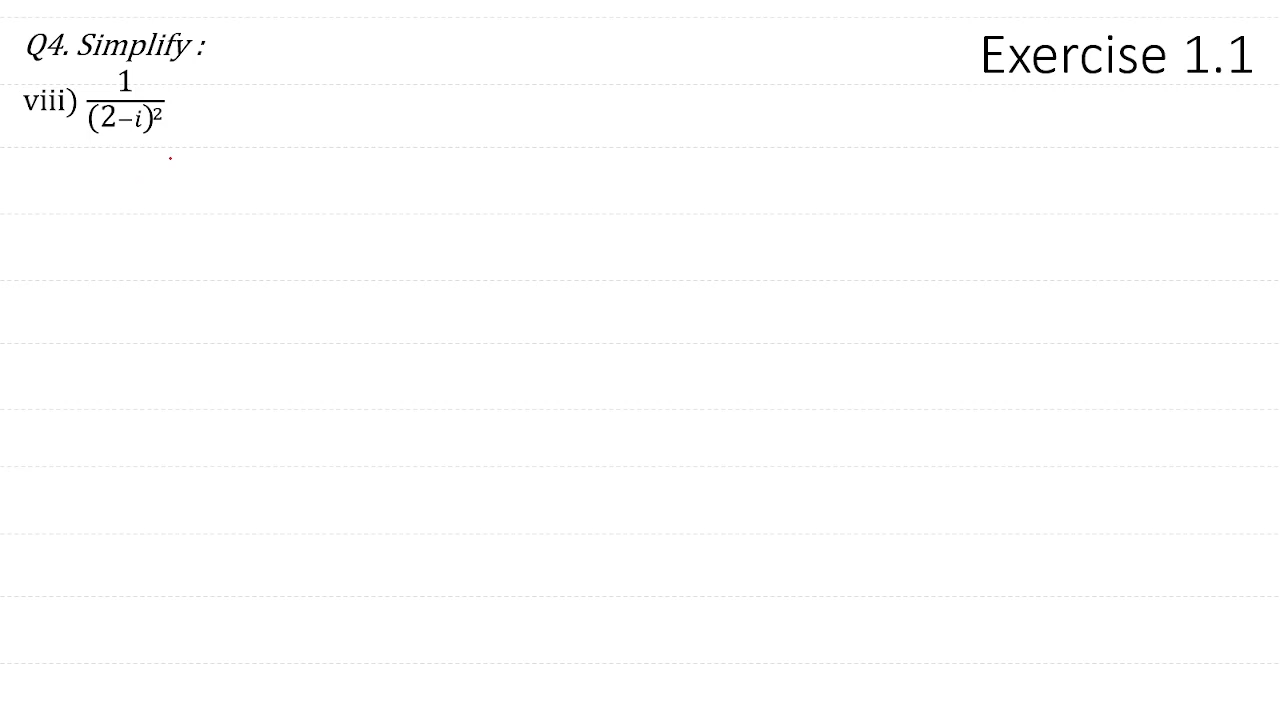 Q4. Simplify :
Exercise 1.1
viii) 1/(2−i)²